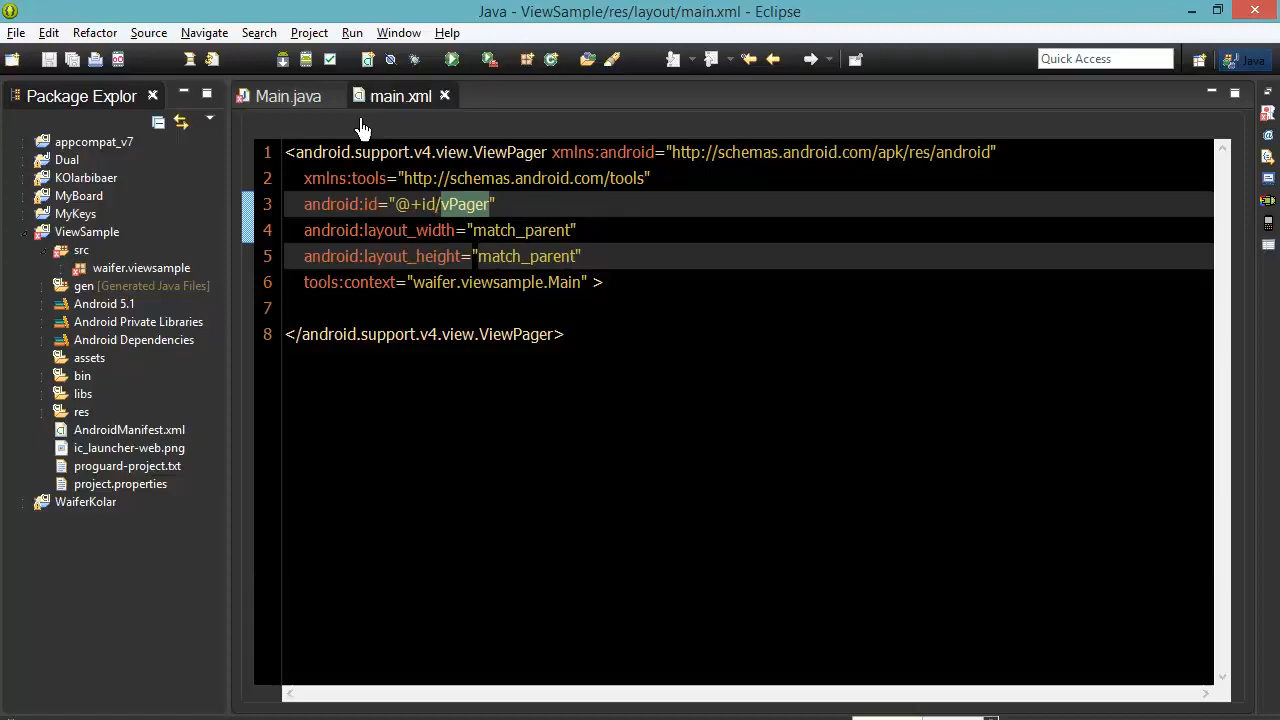 Java - ViewSample/res/layout/main.xml - Eclipse
File Edit Refactor Source Navigate Search Project Run Window Help
Quick Access
Java
Package Explor
Main.java
main.xml
appcompat_v7
Dual
KOlarbibaer
MyBoard
MyKeys
ViewSample
src
waifer.viewsample
gen [Generated Java Files]
Android 5.1
Android Private Libraries
Android Dependencies
assets
bin
libs
res
AndroidManifest.xml
ic_launcher-web.png
proguard-project.txt
project.properties
WaiferKolar
1 <android.support.v4.view.ViewPager xmlns:android="http://schemas.android.com/apk/res/android"
2 xmlns:tools="http://schemas.android.com/tools"
3 android:id="@+id/vPager"
4 android:layout_width="match_parent"
5 android:layout_height="match_parent"
6 tools:context="waifer.viewsample.Main" >
7
8 </android.support.v4.view.ViewPager>